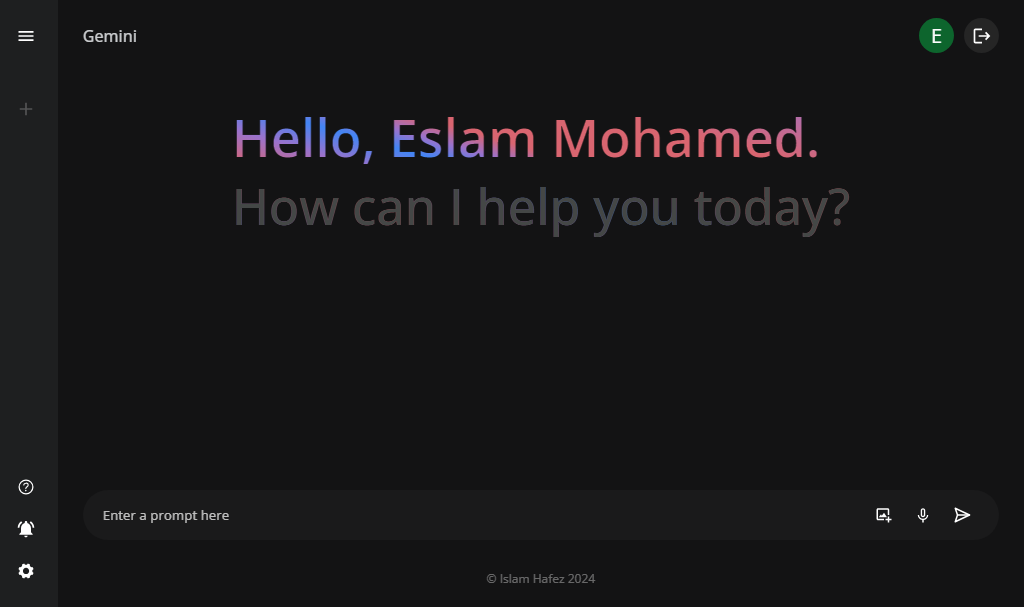 Gemini
E
Hello, Eslam Mohamed.
How can I help you today?
Enter a prompt here
© Islam Hafez 2024